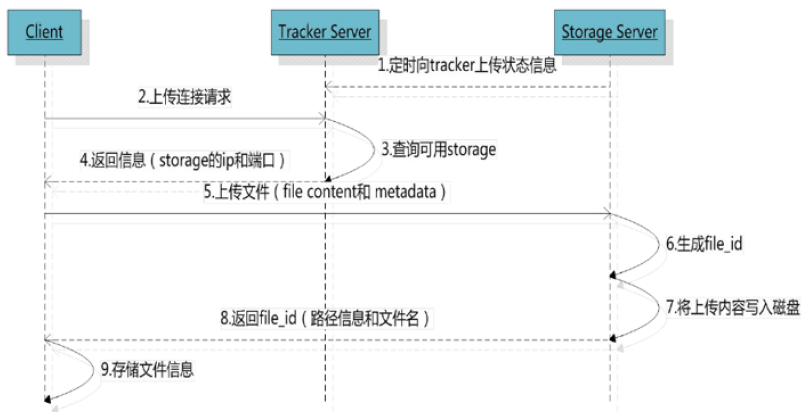 Client
Tracker Server
Storage Server
1.定时向tracker上传状态信息
2.上传连接请求
3.查询可用storage
4.返回信息（storage的ip和端口）
5.上传文件（file content和 metadata）
6.生成file_id
7.将上传内容写入磁盘
8.返回file_id（路径信息和文件名）
9.存储文件信息